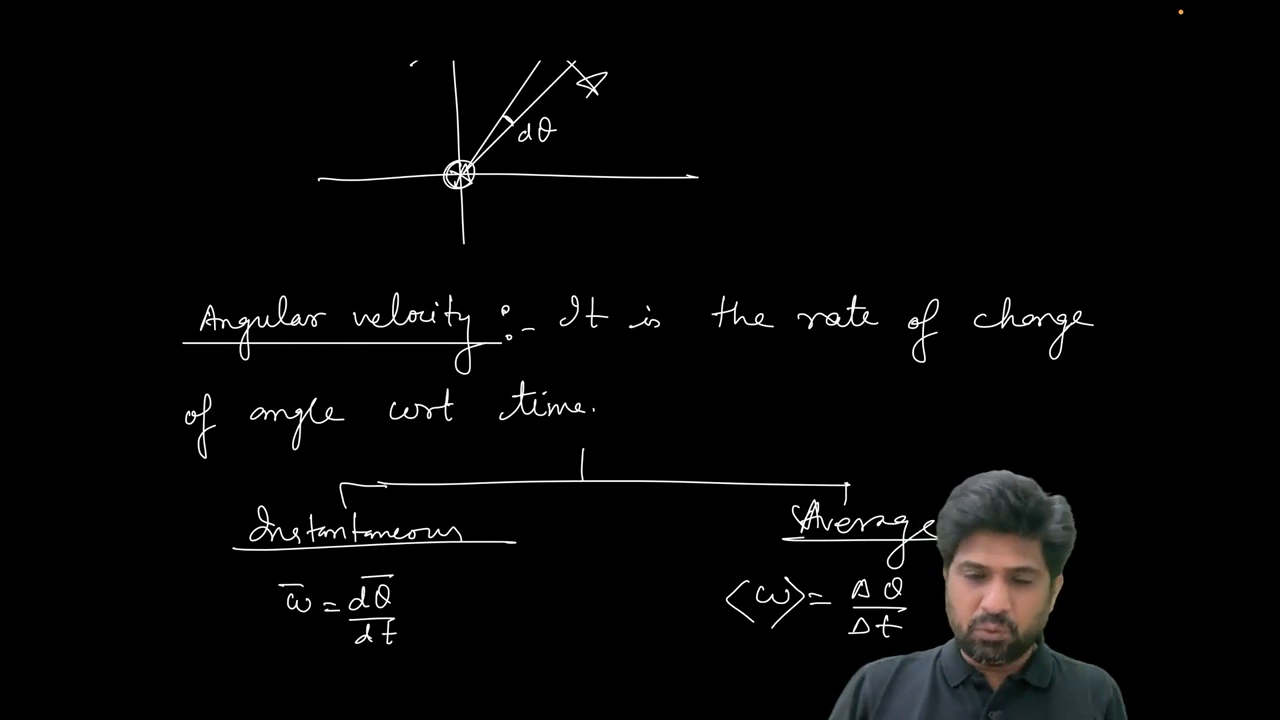 dθ
Angular velocity :- It is the rate of change
of angle wrt time.
Instantaneous
Average
ω̅ = dθ̅/dt
<ω> = Δθ/Δt